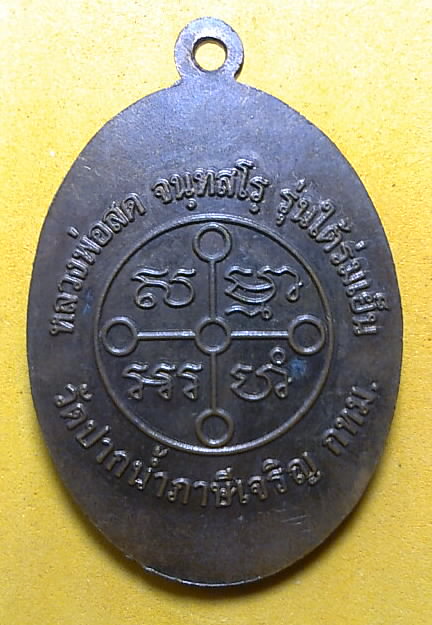 หลวงพ่อสด จนฺทสโร รุ่นใต้ร่มเย็น
วัดปากน้ำภาษีเจริญ กทม.